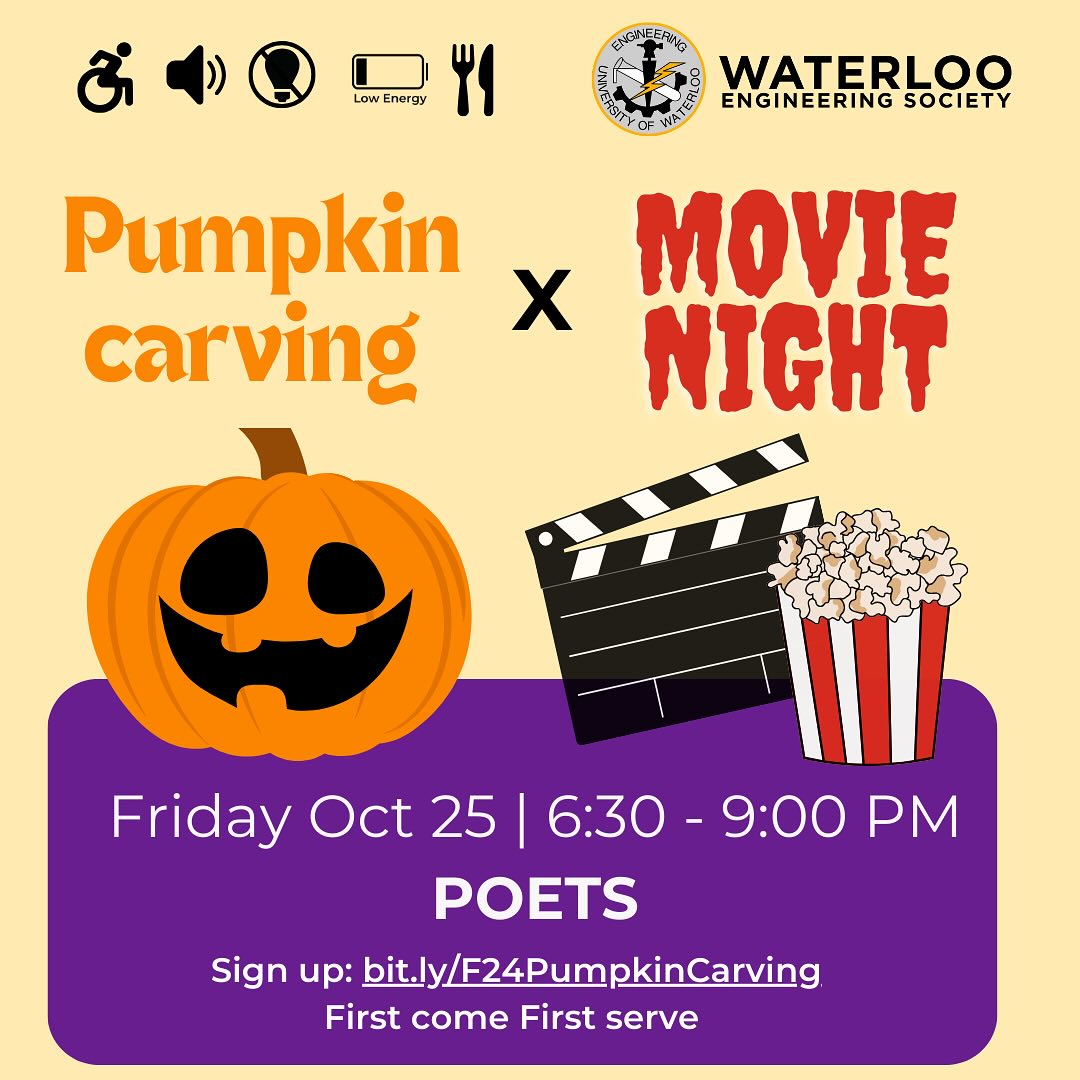 Low Energy
ENGINEERING
UNIVERSITY OF WATERLOO
WATERLOO
ENGINEERING SOCIETY
Pumpkin
carving
X
MOVIE
NIGHT
Friday Oct 25 | 6:30 - 9:00 PM
POETS
Sign up: bit.ly/F24PumpkinCarving
First come First serve